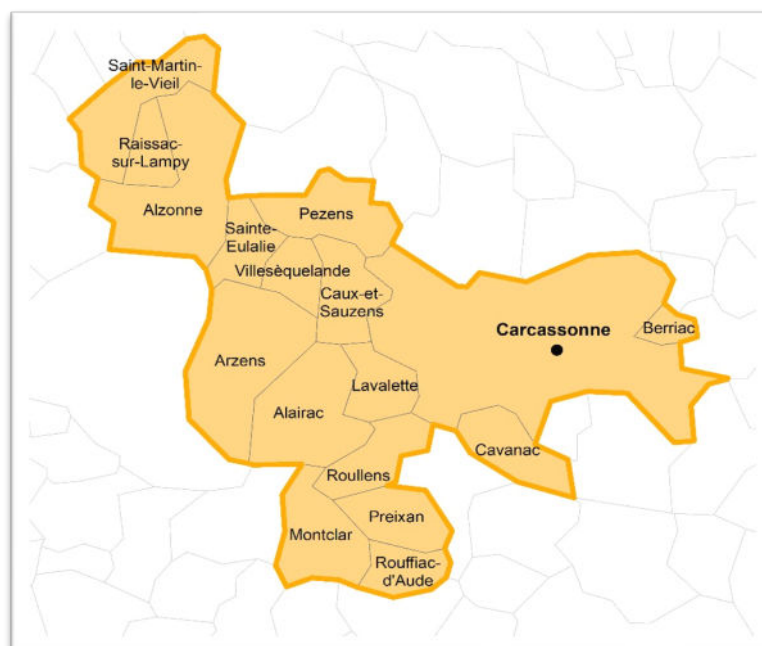 Saint-Martin-
le-Vieil
Raissac-
sur-Lampy
Alzonne
Pezens
Sainte-
Eulalie
Villesèquelande
Caux-et-
Sauzens
Carcassonne
Berriac
Arzens
Lavalette
Alairac
Cavanac
Roullens
Preixan
Montclar
Rouffiac-
d'Aude